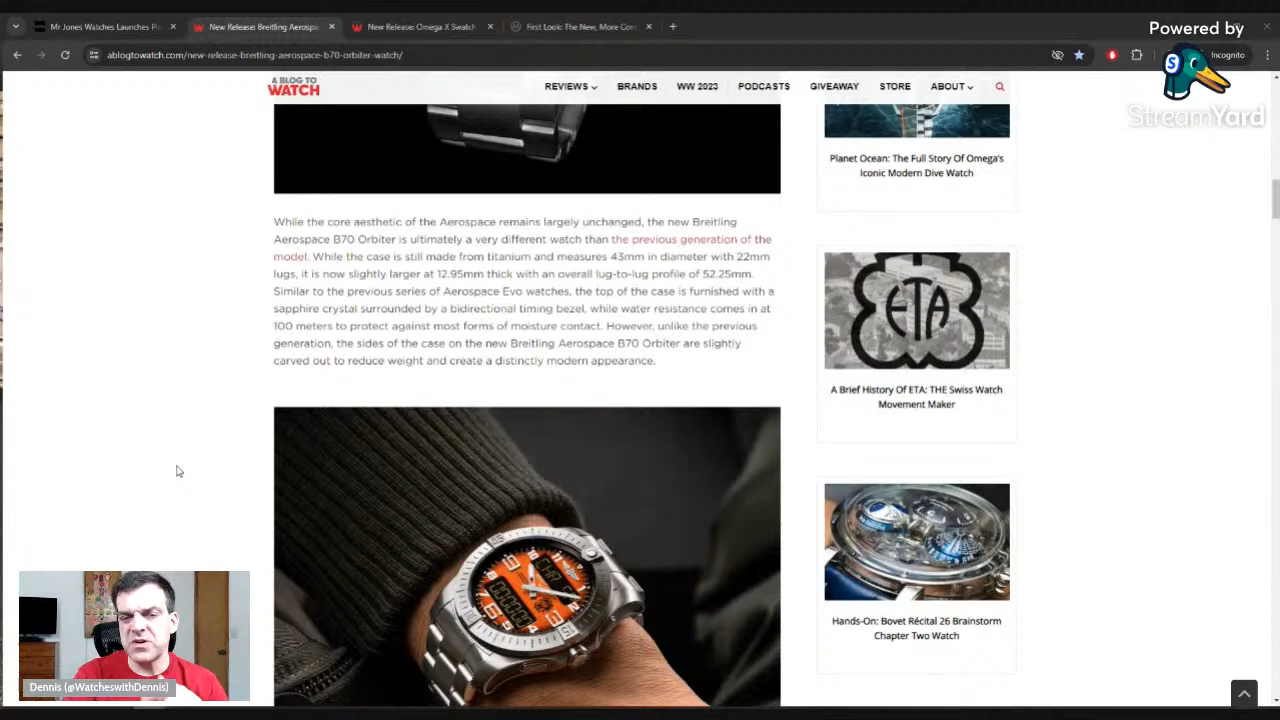 Mr Jones Watches Launches Pl
New Release: Breitling Aerosp
New Release: Omega X Swatch
First Look: The New, More Con
ablogtowatch.com/new-release-breitling-aerospace-b70-orbiter-watch/
Incognito
Powered by
S
StreamYard
A BLOG TO
WATCH
REVIEWS
BRANDS
WW 2023
PODCASTS
GIVEAWAY
STORE
ABOUT
While the core aesthetic of the Aerospace remains largely unchanged, the new Breitling
Aerospace B70 Orbiter is ultimately a very different watch than the previous generation of the
model. While the case is still made from titanium and measures 43mm in diameter with 22mm
lugs, it is now slightly larger at 12.95mm thick with an overall lug-to-lug profile of 52.25mm.
Similar to the previous series of Aerospace Evo watches, the top of the case is furnished with a
sapphire crystal surrounded by a bidirectional timing bezel, while water resistance comes in at
100 meters to protect against most forms of moisture contact. However, unlike the previous
generation, the sides of the case on the new Breitling Aerospace B70 Orbiter are slightly
carved out to reduce weight and create a distinctly modern appearance.
Planet Ocean: The Full Story Of Omega's
Iconic Modern Dive Watch
ETA
A Brief History Of ETA: THE Swiss Watch
Movement Maker
Hands-On: Bovet Récital 26 Brainstorm
Chapter Two Watch
Dennis (@WatcheswithDennis)